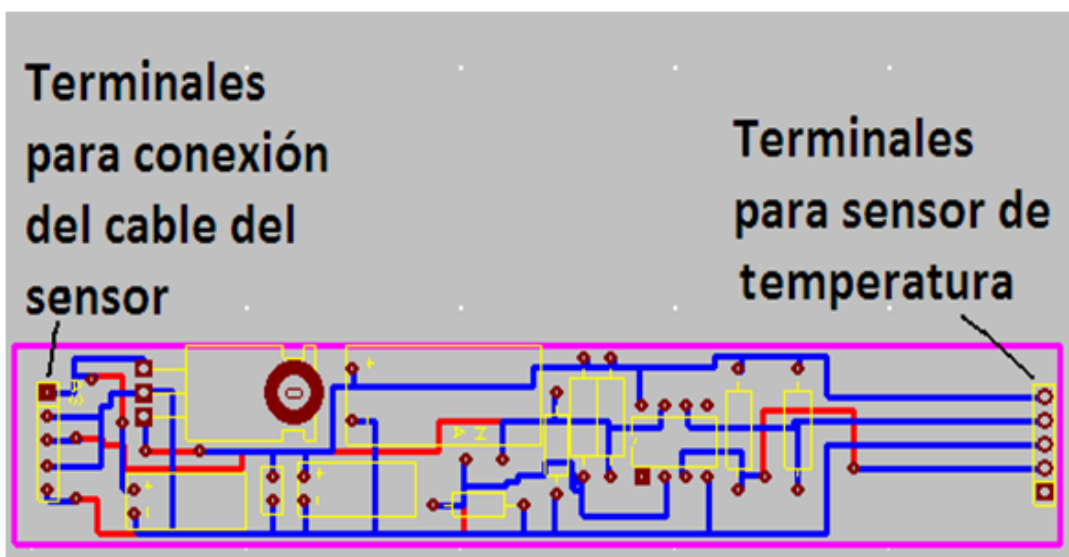 Terminales
para conexión
del cable del
sensor
Terminales
para sensor de
temperatura